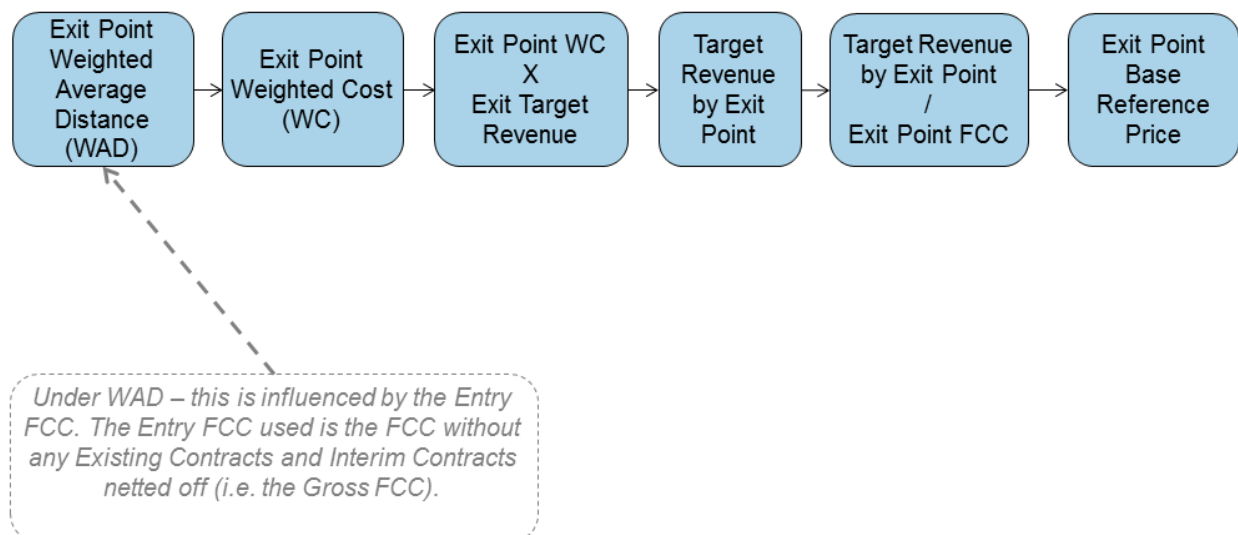 Exit Point
Weighted
Average
Distance
(WAD)
Exit Point
Weighted Cost
(WC)
Exit Point WC
X
Exit Target
Revenue
Target
Revenue
by Exit
Point
Target Revenue
by Exit Point
/
Exit Point FCC
Exit Point
Base
Reference
Price
Under WAD – this is influenced by the Entry
FCC. The Entry FCC used is the FCC without
any Existing Contracts and Interim Contracts
netted off (i.e. the Gross FCC).